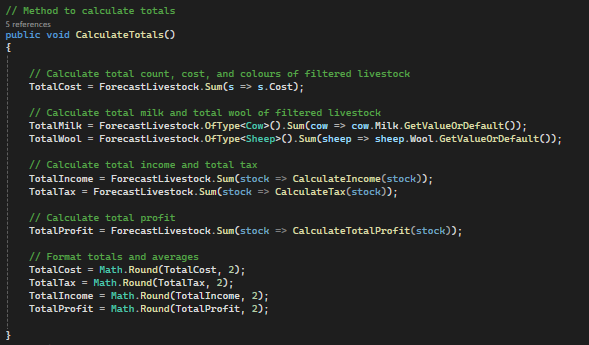 // Method to calculate totals
5 references
public void CalculateTotals()
{
// Calculate total count, cost, and colours of filtered livestock
TotalCost = ForecastLivestock.Sum(s => s.Cost);
// Calculate total milk and total wool of filtered livestock
TotalMilk = ForecastLivestock.OfType<Cow>().Sum(cow => cow.Milk.GetValueOrDefault());
TotalWool = ForecastLivestock.OfType<Sheep>().Sum(sheep => sheep.Wool.GetValueOrDefault());
// Calculate total income and total tax
TotalIncome = ForecastLivestock.Sum(stock => CalculateIncome(stock));
TotalTax = ForecastLivestock.Sum(stock => CalculateTax(stock));
// Calculate total profit
TotalProfit = ForecastLivestock.Sum(stock => CalculateTotalProfit(stock));
// Format totals and averages
TotalCost = Math.Round(TotalCost, 2);
TotalTax = Math.Round(TotalTax, 2);
TotalIncome = Math.Round(TotalIncome, 2);
TotalProfit = Math.Round(TotalProfit, 2);
}